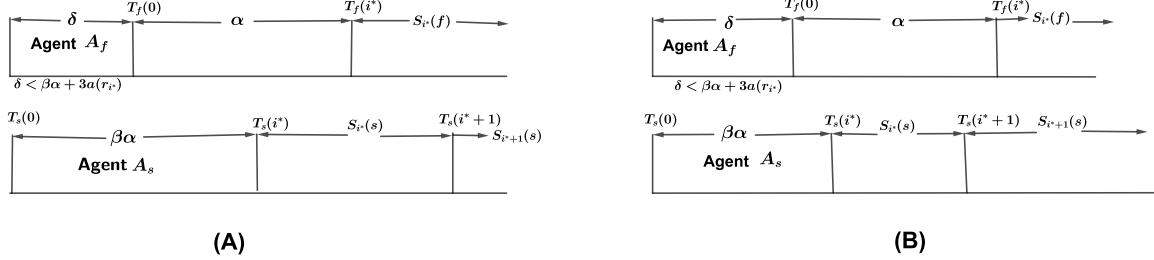 T_f(0) T_f(i*)
δ α S_{i*}(f)
Agent A_f
δ < βα + 3a(r_{i*})
T_s(0) T_s(i*) T_s(i* + 1)
βα S_{i*}(s) S_{i*+1}(s)
Agent A_s
(A)
T_f(0) T_f(i*)
δ α S_{i*}(f)
Agent A_f
δ < βα + 3a(r_{i*})
T_s(0) T_s(i*) T_s(i* + 1) S_{i*+1}(s)
βα S_{i*}(s)
Agent A_s
(B)